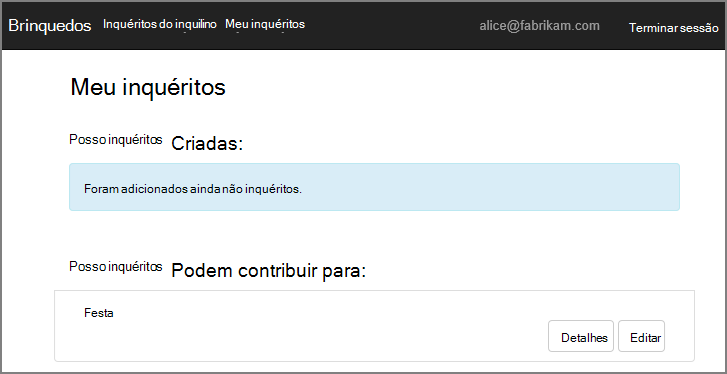 Brinquedos Inquéritos do inquilino Meu inquéritos alice@fabrikam.com Terminar sessão
Meu inquéritos
Posso inquéritos Criadas:
Foram adicionados ainda não inquéritos.
Posso inquéritos Podem contribuir para:
Festa
Detalhes Editar